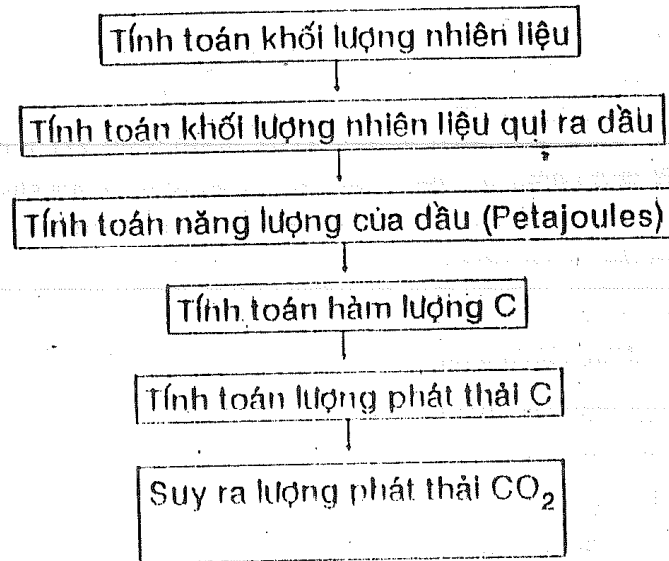 Tính toán khối lượng nhiên liệu
Tính toán khối lượng nhiên liệu qui ra dầu
Tính toán năng lượng của dầu (Petajoules)
Tính toán hàm lượng C
Tính toán lượng phát thải C
Suy ra lượng phát thải CO₂